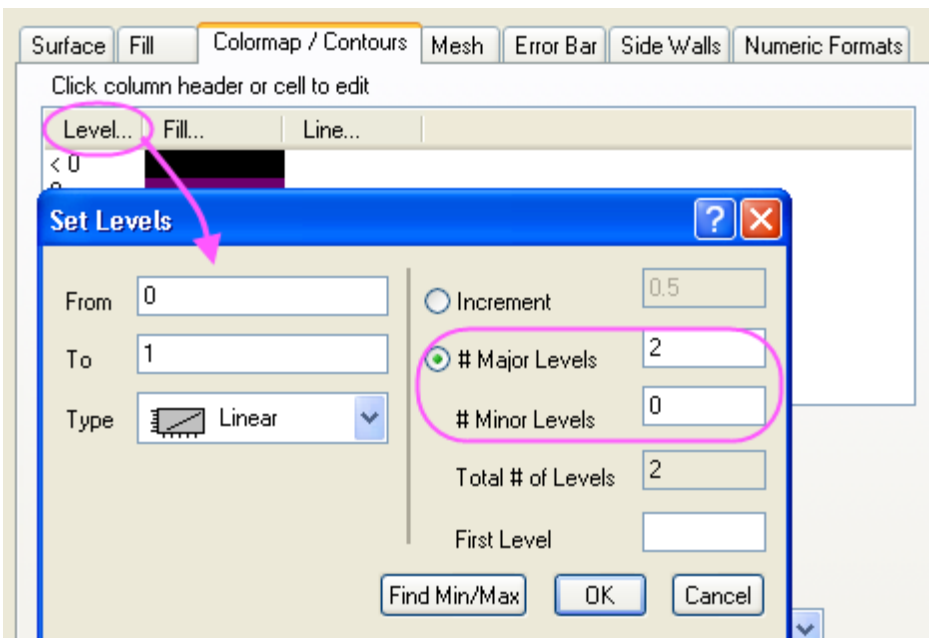 Surface Fill Colormap / Contours Mesh Error Bar Side Walls Numeric Formats
Click column header or cell to edit
Level... Fill... Line...
< 0
Set Levels ?
From 0
To 1
Type Linear
Increment 0.5
# Major Levels 2
# Minor Levels 0
Total # of Levels 2
First Level
Find Min/Max OK Cancel